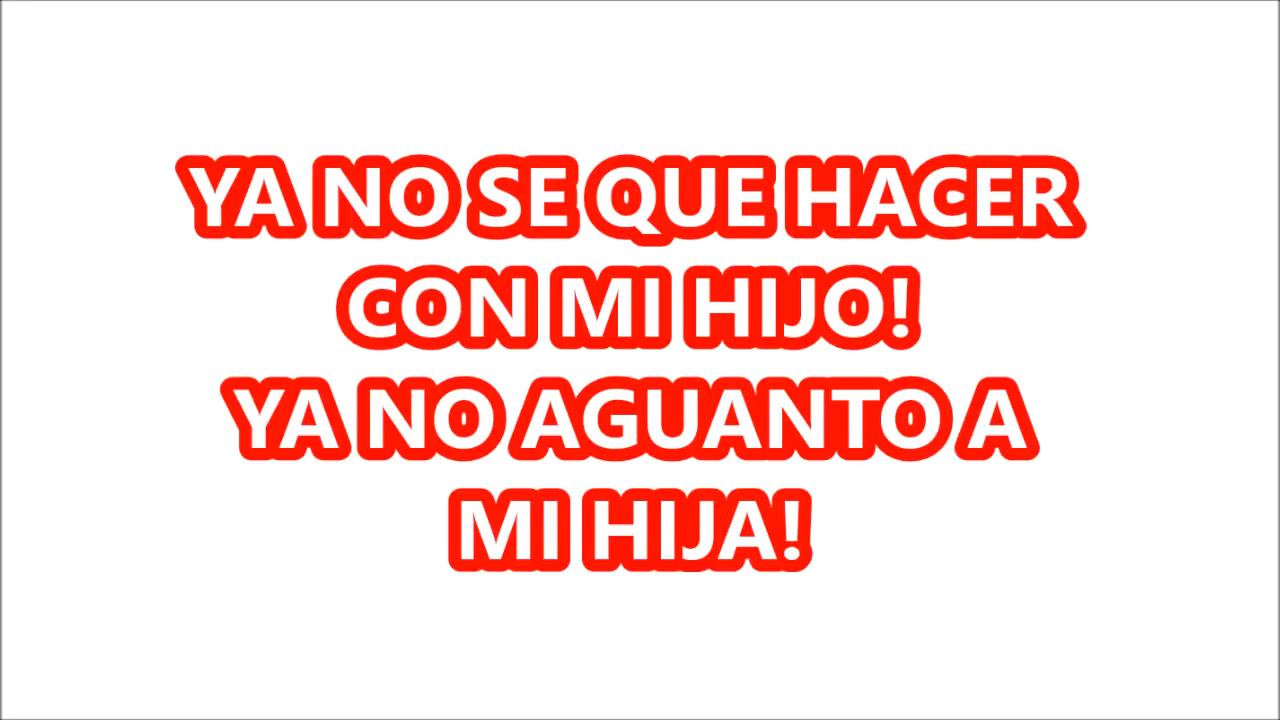 YA NO SE QUE HACER
CON MI HIJO!
YA NO AGUANTO A
MI HIJA!